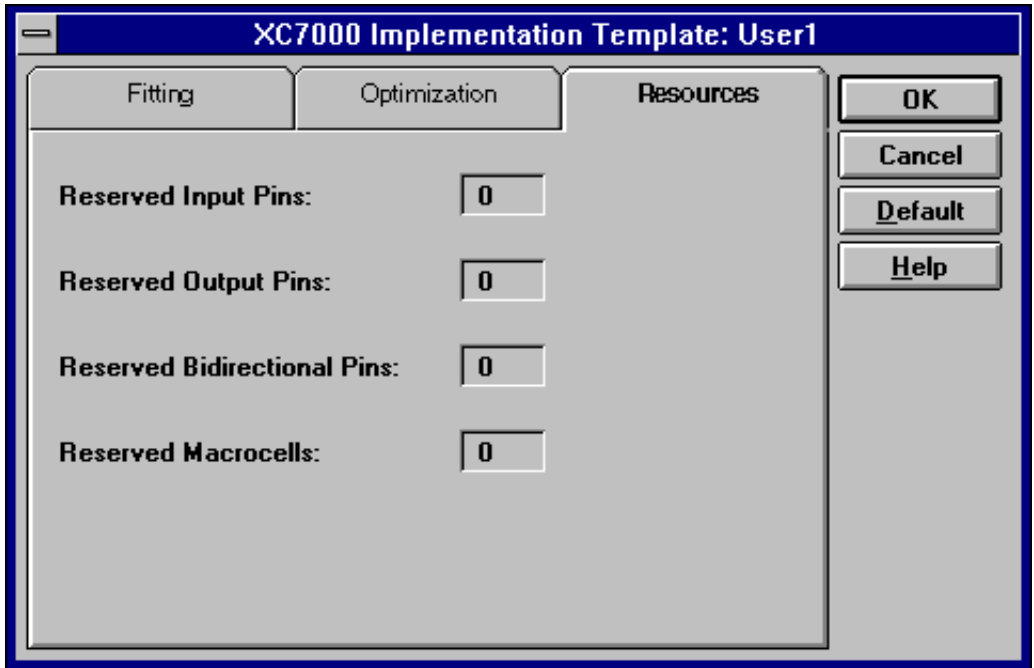 XC7000 Implementation Template: User1
Fitting Optimization Resources
OK
Cancel
Default
Help
Reserved Input Pins: 0
Reserved Output Pins: 0
Reserved Bidirectional Pins: 0
Reserved Macrocells: 0